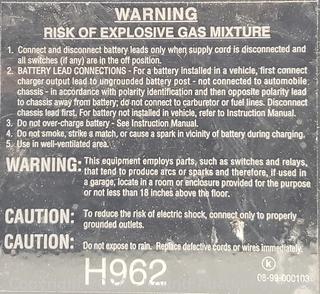 WARNING
RISK OF EXPLOSIVE GAS MIXTURE
1. Connect and disconnect battery leads only when supply cord is disconnected and
all switches (if any) are in the off position.
2. BATTERY LEAD CONNECTIONS - For a battery installed in a vehicle, first connect
charger output lead to ungrounded battery post - not connected to automobile
chassis - in accordance with polarity identification and then opposite polarity lead
to chassis away from battery; do not connect to carburetor or fuel lines. Disconnect
chassis lead first. For battery not installed in vehicle, refer to Instruction Manual.
3. Do not over-charge battery - See Instruction Manual.
4. Do not smoke, strike a match, or cause a spark in vicinity of battery during charging.
5. Use in well-ventilated area.
WARNING: This equipment employs parts, such as switches and relays,
that tend to produce arcs or sparks and therefore, if used in
a garage, locate in a room or enclosure provided for the purpose
or not less than 18 inches above the floor.
CAUTION: To reduce the risk of electric shock, connect only to properly
grounded outlets.
CAUTION: Do not expose to rain. Replace defective cords or wires immediately.
H962
k
08-99-000103